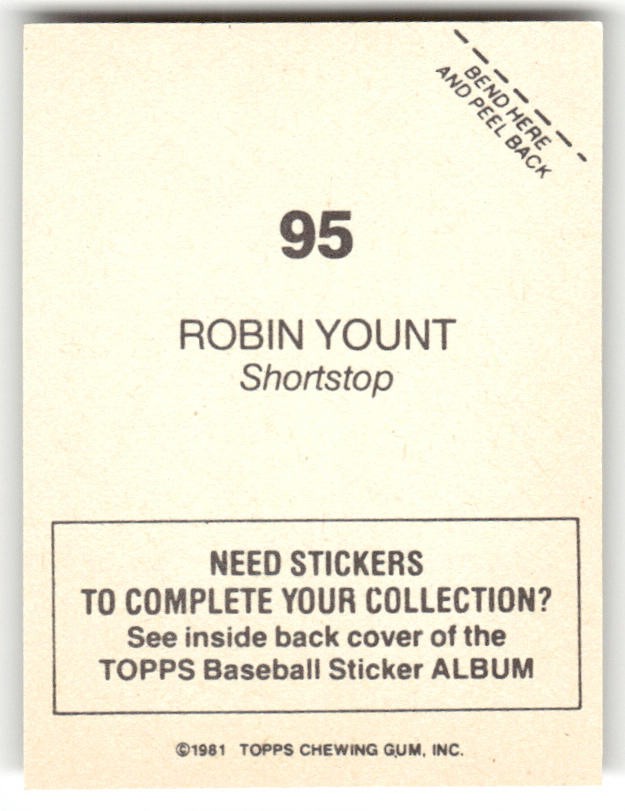 BEND HERE
AND PEEL BACK
95
ROBIN YOUNT
Shortstop
NEED STICKERS
TO COMPLETE YOUR COLLECTION?
See inside back cover of the
TOPPS Baseball Sticker ALBUM
©1981 TOPPS CHEWING GUM, INC.